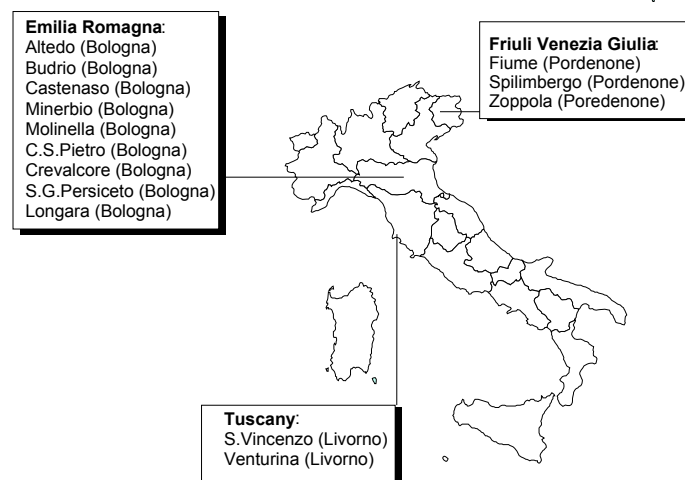 Emilia Romagna:
Altedo (Bologna)
Budrio (Bologna)
Castenaso (Bologna)
Minerbio (Bologna)
Molinella (Bologna)
C.S.Pietro (Bologna)
Crevalcore (Bologna)
S.G.Persiceto (Bologna)
Longara (Bologna)
Friuli Venezia Giulia:
Fiume (Pordenone)
Spilimbergo (Pordenone)
Zoppola (Poredenone)
Tuscany:
S.Vincenzo (Livorno)
Venturina (Livorno)